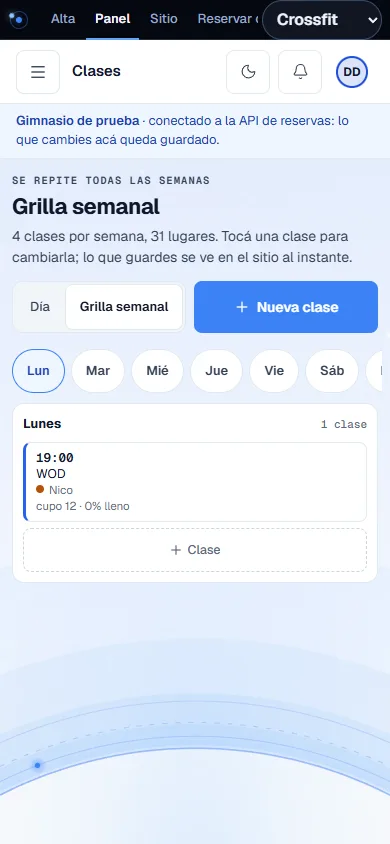 Alta Panel Sitio Reservar Crossfit
Clases DD
Gimnasio de prueba · conectado a la API de reservas: lo
que cambies acá queda guardado.
SE REPITE TODAS LAS SEMANAS
Grilla semanal
4 clases por semana, 31 lugares. Tocá una clase para
cambiarla; lo que guardes se ve en el sitio al instante.
Día Grilla semanal + Nueva clase
Lun Mar Mié Jue Vie Sáb
Lunes 1 clase
19:00
WOD
Nico
cupo 12 · 0% lleno
+ Clase